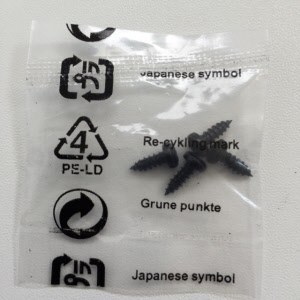 Japanese symbol
Re-cykling mark
4
PE-LD
Grune punkte
Japanese symbol